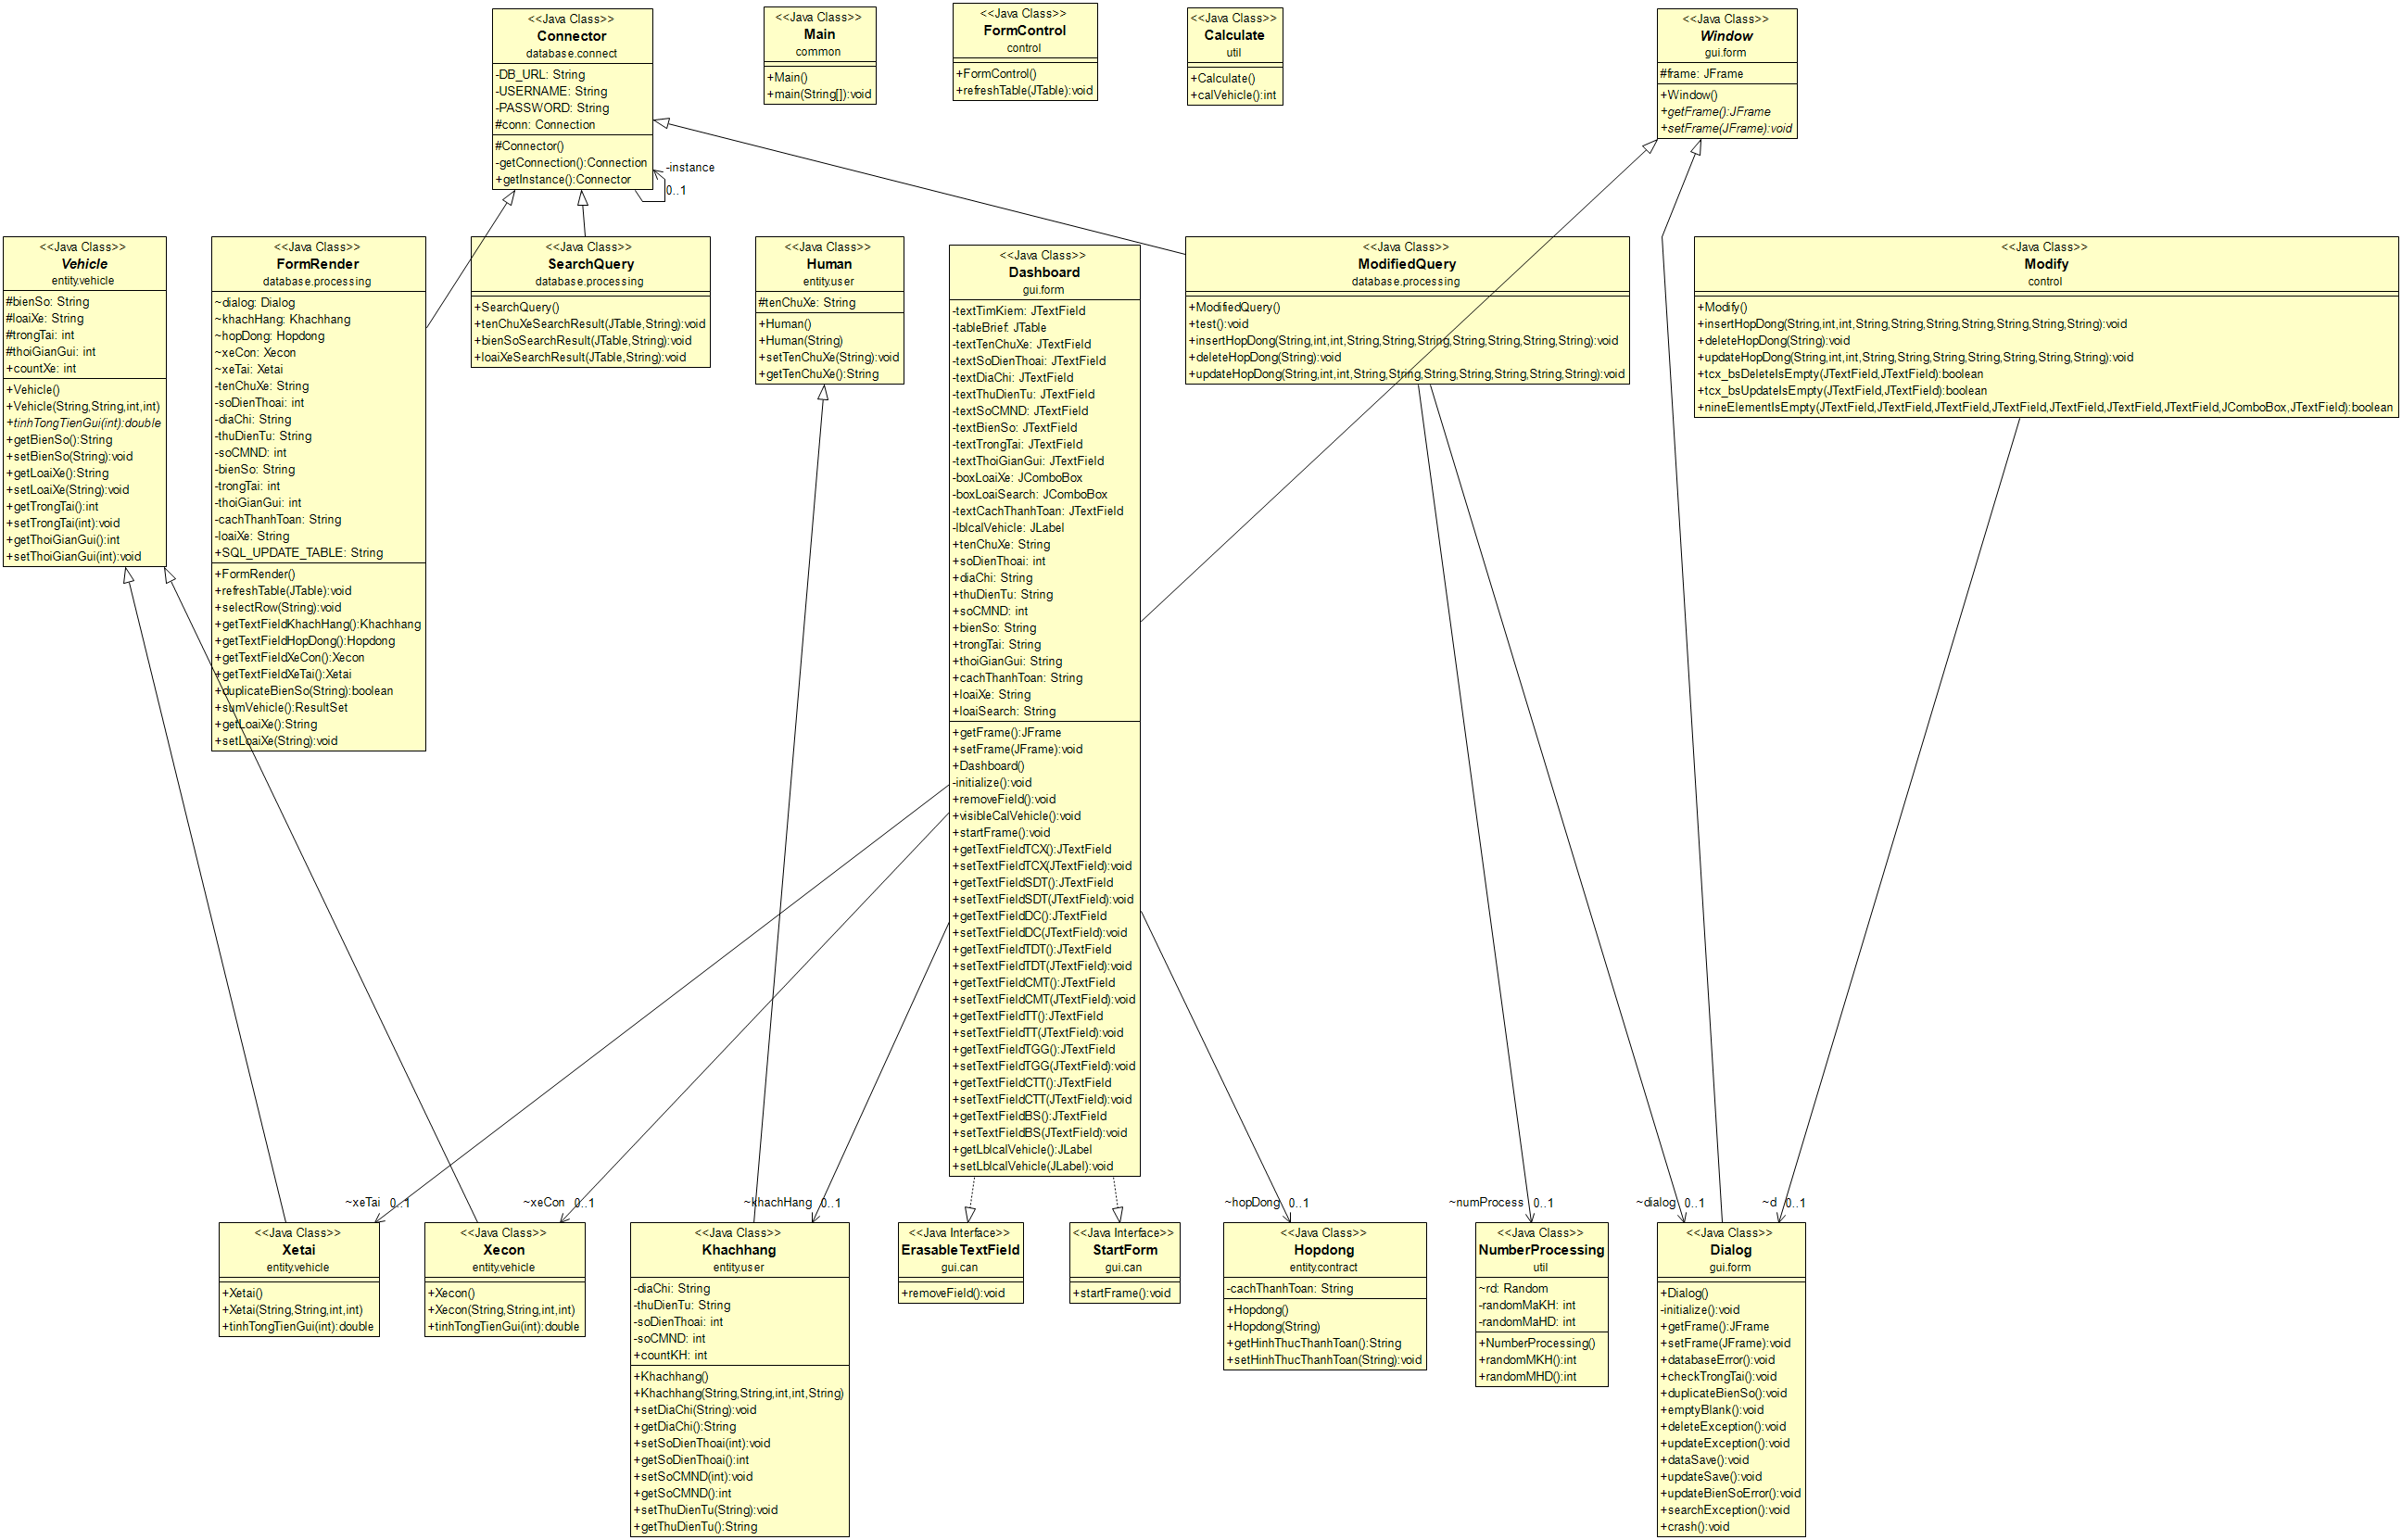 <<Java Class>>
Connector
database.connect
-DB_URL: String
-USERNAME: String
-PASSWORD: String
#conn: Connection
#Connector()
-getConnection():Connection
+getInstance():Connector
-instance
0..1
<<Java Class>>
Main
common
+Main()
+main(String[]):void
<<Java Class>>
FormControl
control
+FormControl()
+refreshTable(JTable):void
<<Java Class>>
Calculate
util
+Calculate()
+calVehicle():int
<<Java Class>>
Window
gui.form
#frame: JFrame
+Window()
+getFrame():JFrame
+setFrame(JFrame):void
<<Java Class>>
Vehicle
entity.vehicle
#bienSo: String
#loaiXe: String
#trongTai: int
#thoiGianGui: int
+countXe: int
+Vehicle()
+Vehicle(String,String,int,int)
+tinhTongTienGui(int):double
+getBienSo():String
+setBienSo(String):void
+getLoaiXe():String
+setLoaiXe(String):void
+getTrongTai():int
+setTrongTai(int):void
+getThoiGianGui():int
+setThoiGianGui(int):void
<<Java Class>>
FormRender
database.processing
~dialog: Dialog
~khachHang: Khachhang
~hopDong: Hopdong
~xeCon: Xecon
~xeTai: Xetai
-tenChuXe: String
-soDienThoai: int
-diaChi: String
-thuDienTu: String
-soCMND: int
-bienSo: String
-trongTai: int
-thoiGianGui: int
-cachThanhToan: String
-loaiXe: String
+SQL_UPDATE_TABLE: String
+FormRender()
+refreshTable(JTable):void
+selectRow(String):void
+getTextFieldKhachHang():Khachhang
+getTextFieldHopDong():Hopdong
+getTextFieldXeCon():Xecon
+getTextFieldXeTai():Xetai
+duplicateBienSo(String):boolean
+sumVehicle():ResultSet
+getLoaiXe():String
+setLoaiXe(String):void
<<Java Class>>
SearchQuery
database.processing
+SearchQuery()
+tenChuXeSearchResult(JTable,String):void
+bienSoSearchResult(JTable,String):void
+loaiXeSearchResult(JTable,String):void
<<Java Class>>
Human
entity.user
#tenChuXe: String
+Human()
+Human(String)
+setTenChuXe(String):void
+getTenChuXe():String
<<Java Class>>
Dashboard
gui.form
-textTimKiem: JTextField
-tableBrief: JTable
-textTenChuXe: JTextField
-textSoDienThoai: JTextField
-textDiaChi: JTextField
-textThuDienTu: JTextField
-textSoCMND: JTextField
-textBienSo: JTextField
-textTrongTai: JTextField
-textThoiGianGui: JTextField
-boxLoaiXe: JComboBox
-boxLoaiSearch: JComboBox
-textCachThanhToan: JTextField
-lblcalVehicle: JLabel
+tenChuXe: String
+soDienThoai: int
+diaChi: String
+thuDienTu: String
+soCMND: int
+bienSo: String
+trongTai: String
+thoiGianGui: String
+cachThanhToan: String
+loaiXe: String
+loaiSearch: String
+getFrame():JFrame
+setFrame(JFrame):void
+Dashboard()
-initialize():void
+removeField():void
+visibleCalVehicle():void
+startFrame():void
+getTextFieldTCX():JTextField
+setTextFieldTCX(JTextField):void
+getTextFieldSDT():JTextField
+setTextFieldSDT(JTextField):void
+getTextFieldDC():JTextField
+setTextFieldDC(JTextField):void
+getTextFieldTDT():JTextField
+setTextFieldTDT(JTextField):void
+getTextFieldCMT():JTextField
+setTextFieldCMT(JTextField):void
+getTextFieldTT():JTextField
+setTextFieldTT(JTextField):void
+getTextFieldTGG():JTextField
+setTextFieldTGG(JTextField):void
+getTextFieldCTT():JTextField
+setTextFieldCTT(JTextField):void
+getTextFieldBS():JTextField
+setTextFieldBS(JTextField):void
+getLblcalVehicle():JLabel
+setLblcalVehicle(JLabel):void
<<Java Class>>
ModifiedQuery
database.processing
+ModifiedQuery()
+test():void
+insertHopDong(String,int,int,String,String,String,String,String,String,String):void
+deleteHopDong(String):void
+updateHopDong(String,int,int,String,String,String,String,String,String,String):void
<<Java Class>>
Modify
control
+Modify()
+insertHopDong(String,int,int,String,String,String,String,String,String,String):void
+deleteHopDong(String):void
+updateHopDong(String,int,int,String,String,String,String,String,String,String):void
+tcx_bsDeleteIsEmpty(JTextField,JTextField):boolean
+tcx_bsUpdateIsEmpty(JTextField,JTextField):boolean
+nineElementIsEmpty(JTextField,JTextField,JTextField,JTextField,JTextField,JTextField,JTextField,JComboBox,JTextField):boolean
~xeTai 0..1
~xeCon 0..1
~khachHang 0..1
~hopDong 0..1
~numProcess 0..1
~dialog 0..1
~d 0..1
<<Java Class>>
Xetai
entity.vehicle
+Xetai()
+Xetai(String,String,int,int)
+tinhTongTienGui(int):double
<<Java Class>>
Xecon
entity.vehicle
+Xecon()
+Xecon(String,String,int,int)
+tinhTongTienGui(int):double
<<Java Class>>
Khachhang
entity.user
-diaChi: String
-thuDienTu: String
-soDienThoai: int
-soCMND: int
+countKH: int
+Khachhang()
+Khachhang(String,String,int,int,String)
+setDiaChi(String):void
+getDiaChi():String
+setSoDienThoai(int):void
+getSoDienThoai():int
+setSoCMND(int):void
+getSoCMND():int
+setThuDienTu(String):void
+getThuDienTu():String
<<Java Interface>>
ErasableTextField
gui.can
+removeField():void
<<Java Interface>>
StartForm
gui.can
+startFrame():void
<<Java Class>>
Hopdong
entity.contract
-cachThanhToan: String
+Hopdong()
+Hopdong(String)
+getHinhThucThanhToan():String
+setHinhThucThanhToan(String):void
<<Java Class>>
NumberProcessing
util
~rd: Random
-randomMaKH: int
-randomMaHD: int
+NumberProcessing()
+randomMKH():int
+randomMHD():int
<<Java Class>>
Dialog
gui.form
+Dialog()
-initialize():void
+getFrame():JFrame
+setFrame(JFrame):void
+databaseError():void
+checkTrongTai():void
+duplicateBienSo():void
+emptyBlank():void
+deleteException():void
+updateException():void
+dataSave():void
+updateSave():void
+updateBienSoError():void
+searchException():void
+crash():void